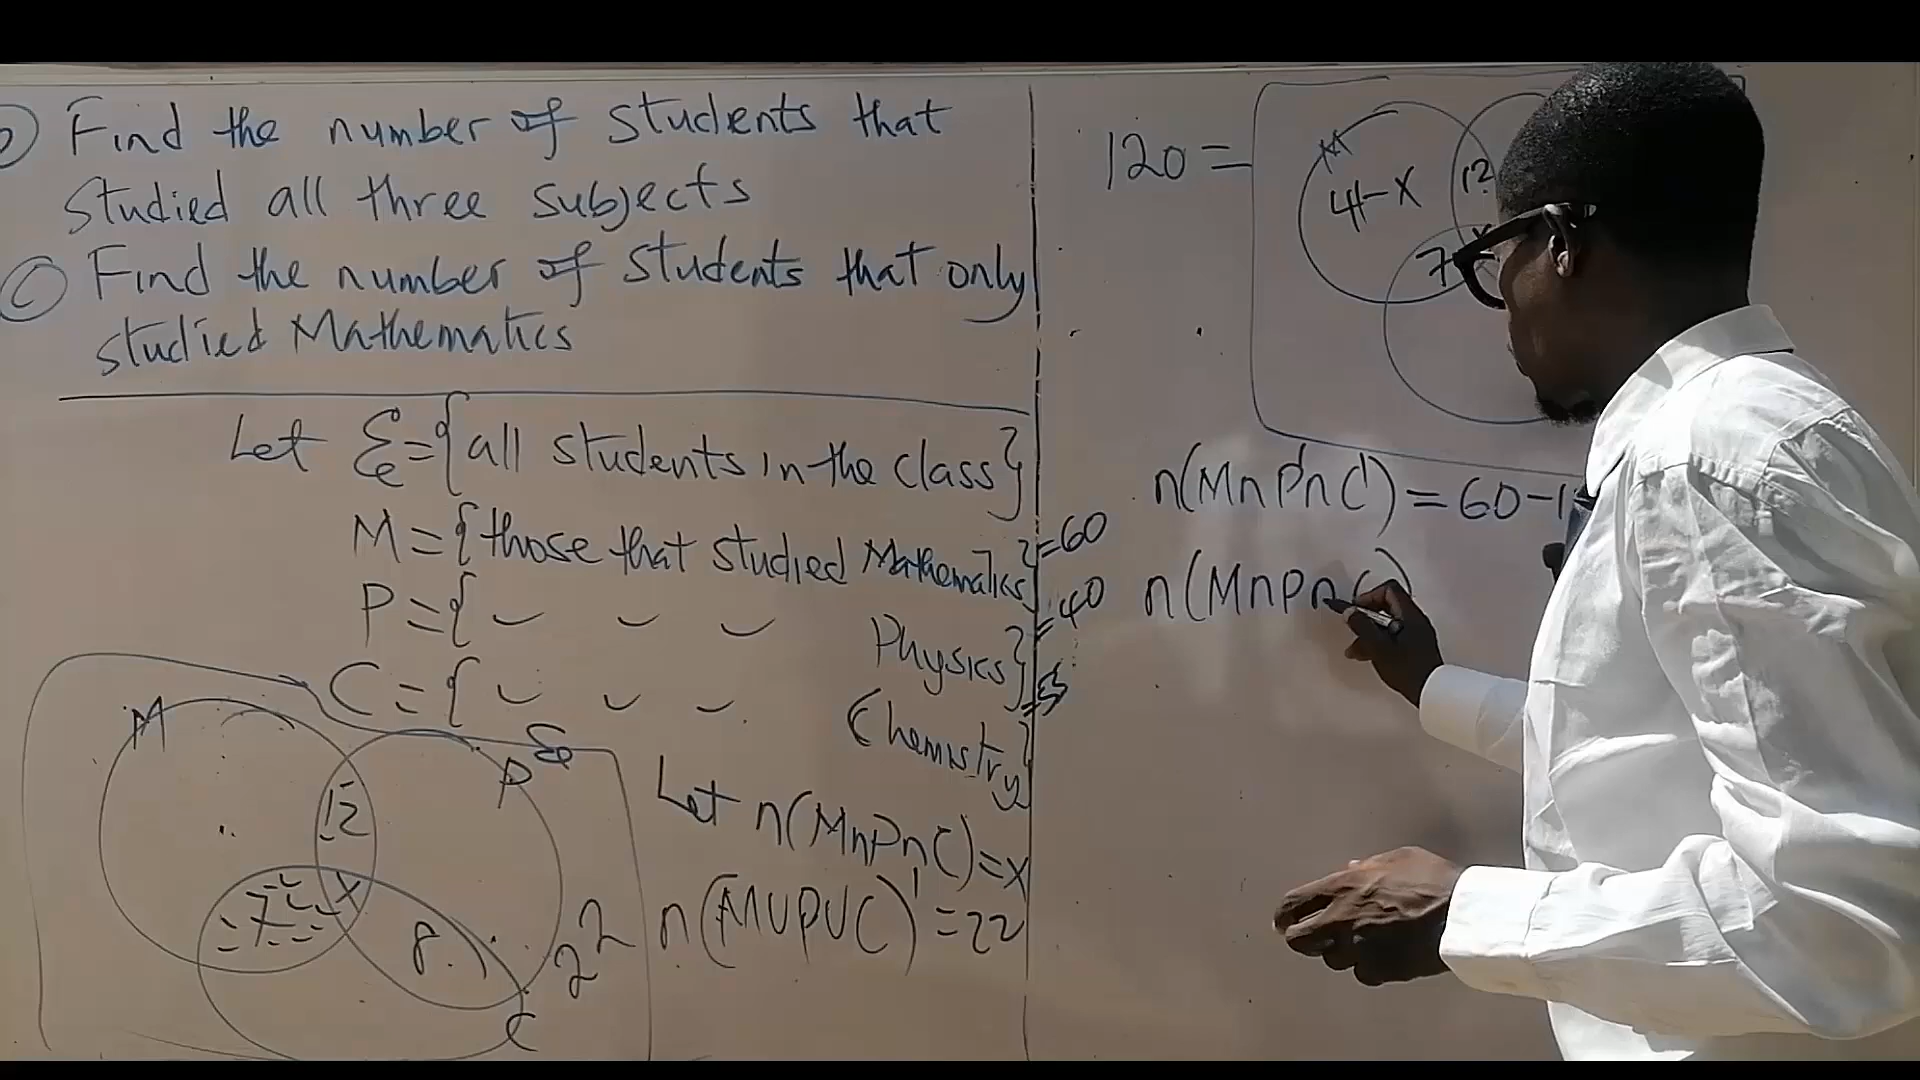 Find the number of students that
studied all three subjects
C Find the number of students that only
studied Mathematics
Let ℰ = { all students in the class }
M = { those that studied Mathematics } = 60
P = { 〃 〃 〃 Physics } = 40
C = { 〃 〃 〃 Chemistry }
M
P
ℰ
12
7
x
8
22
C
Let n(M∩P∩C) = x
n(M∪P∪C)' = 22
120 =
M
41-x
12
x
7
n(M∩P'∩C') = 60-1
n(M∩P∩C)